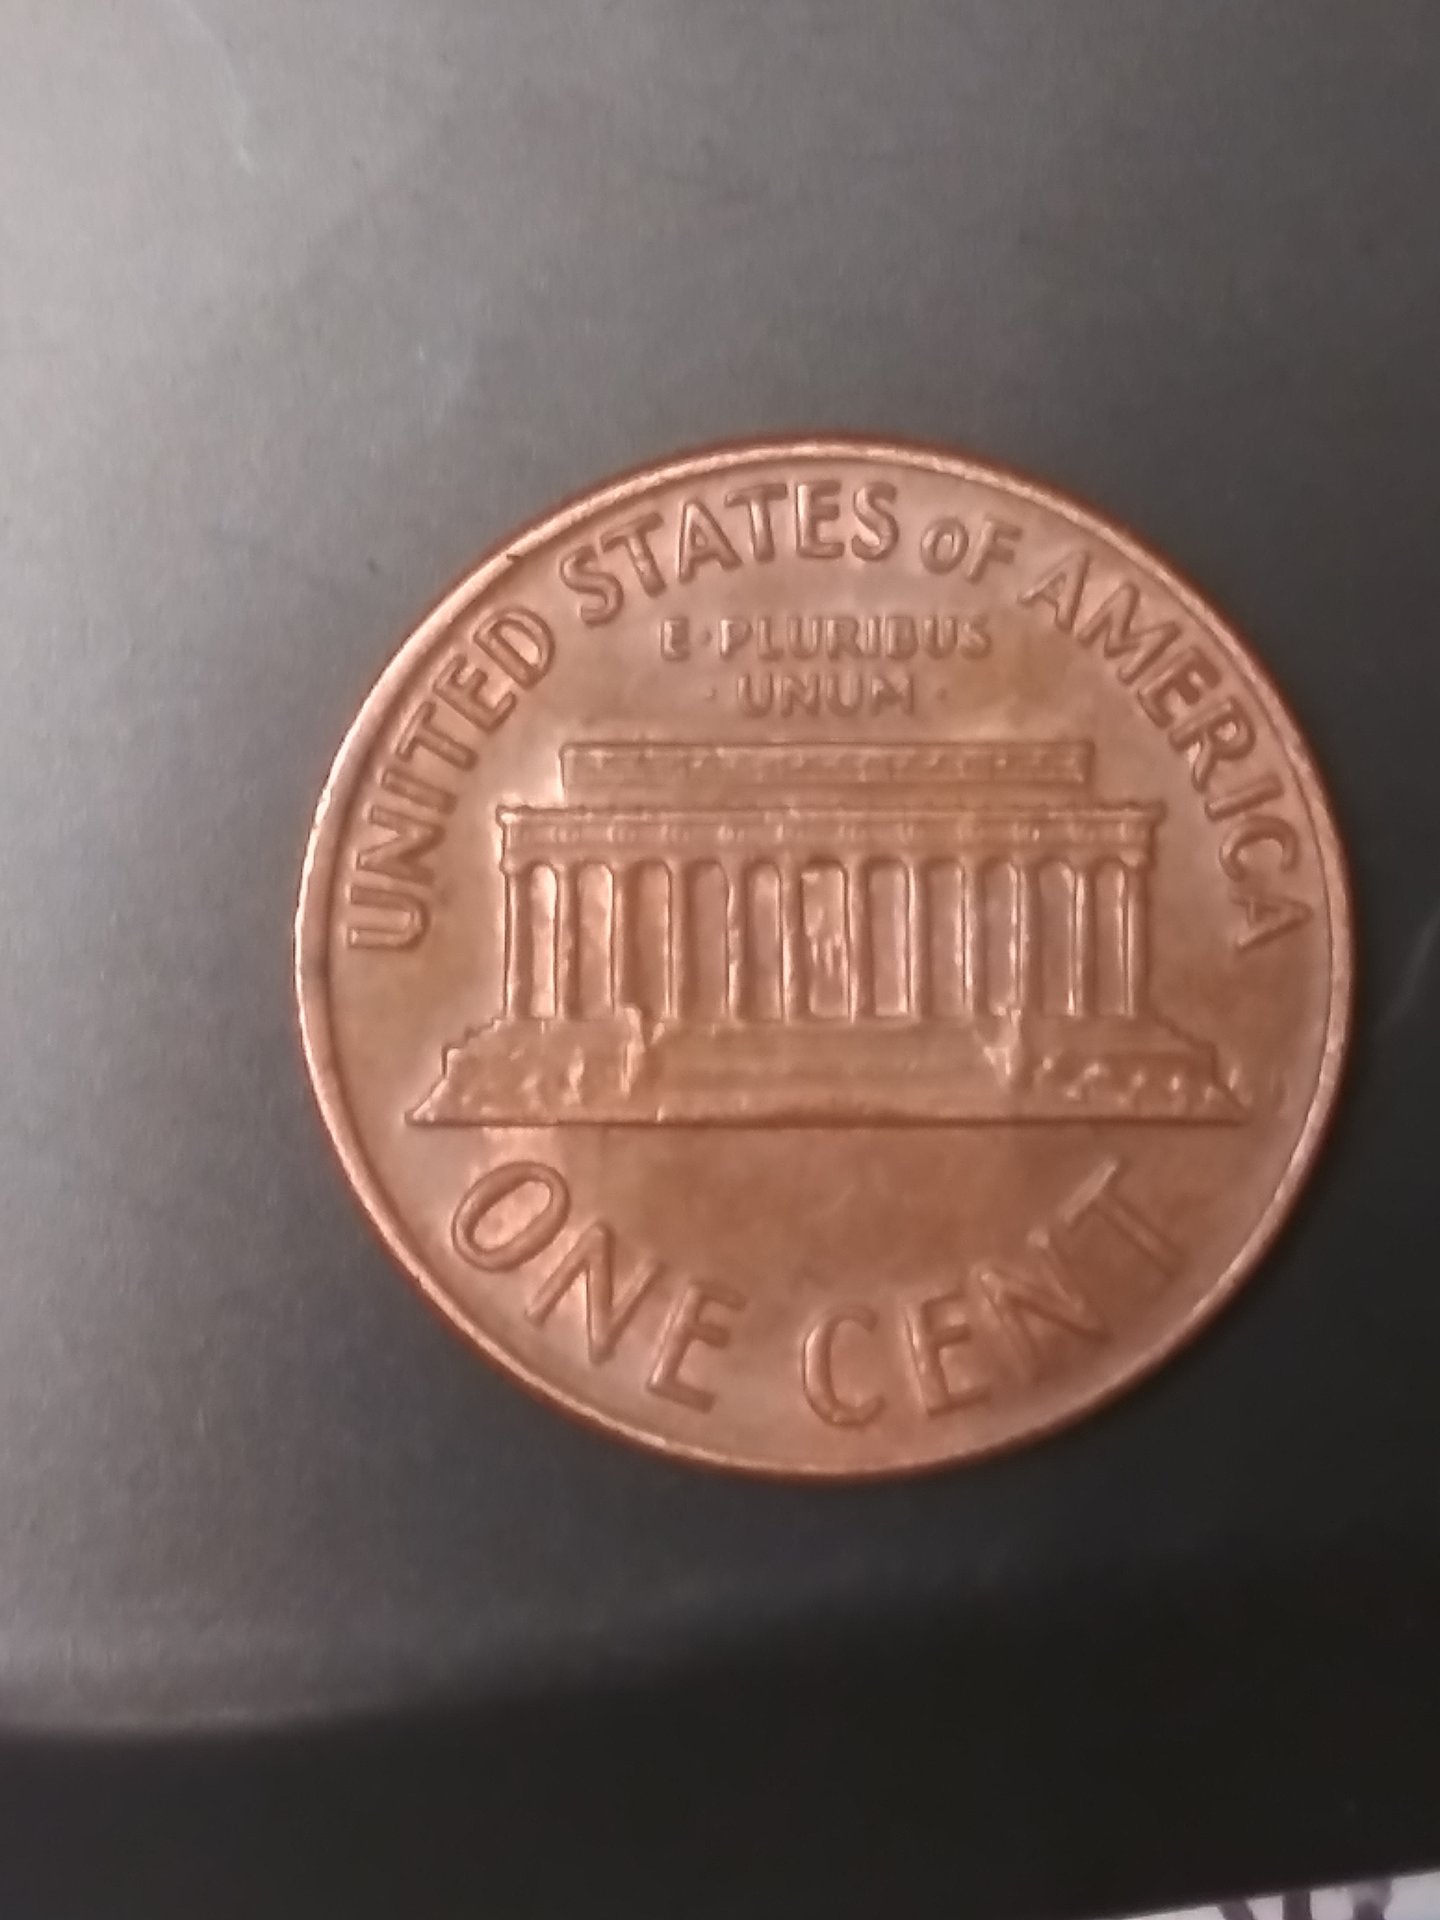 UNITED STATES OF AMERICA
E·PLURIBUS
·UNUM·
ONE CENT